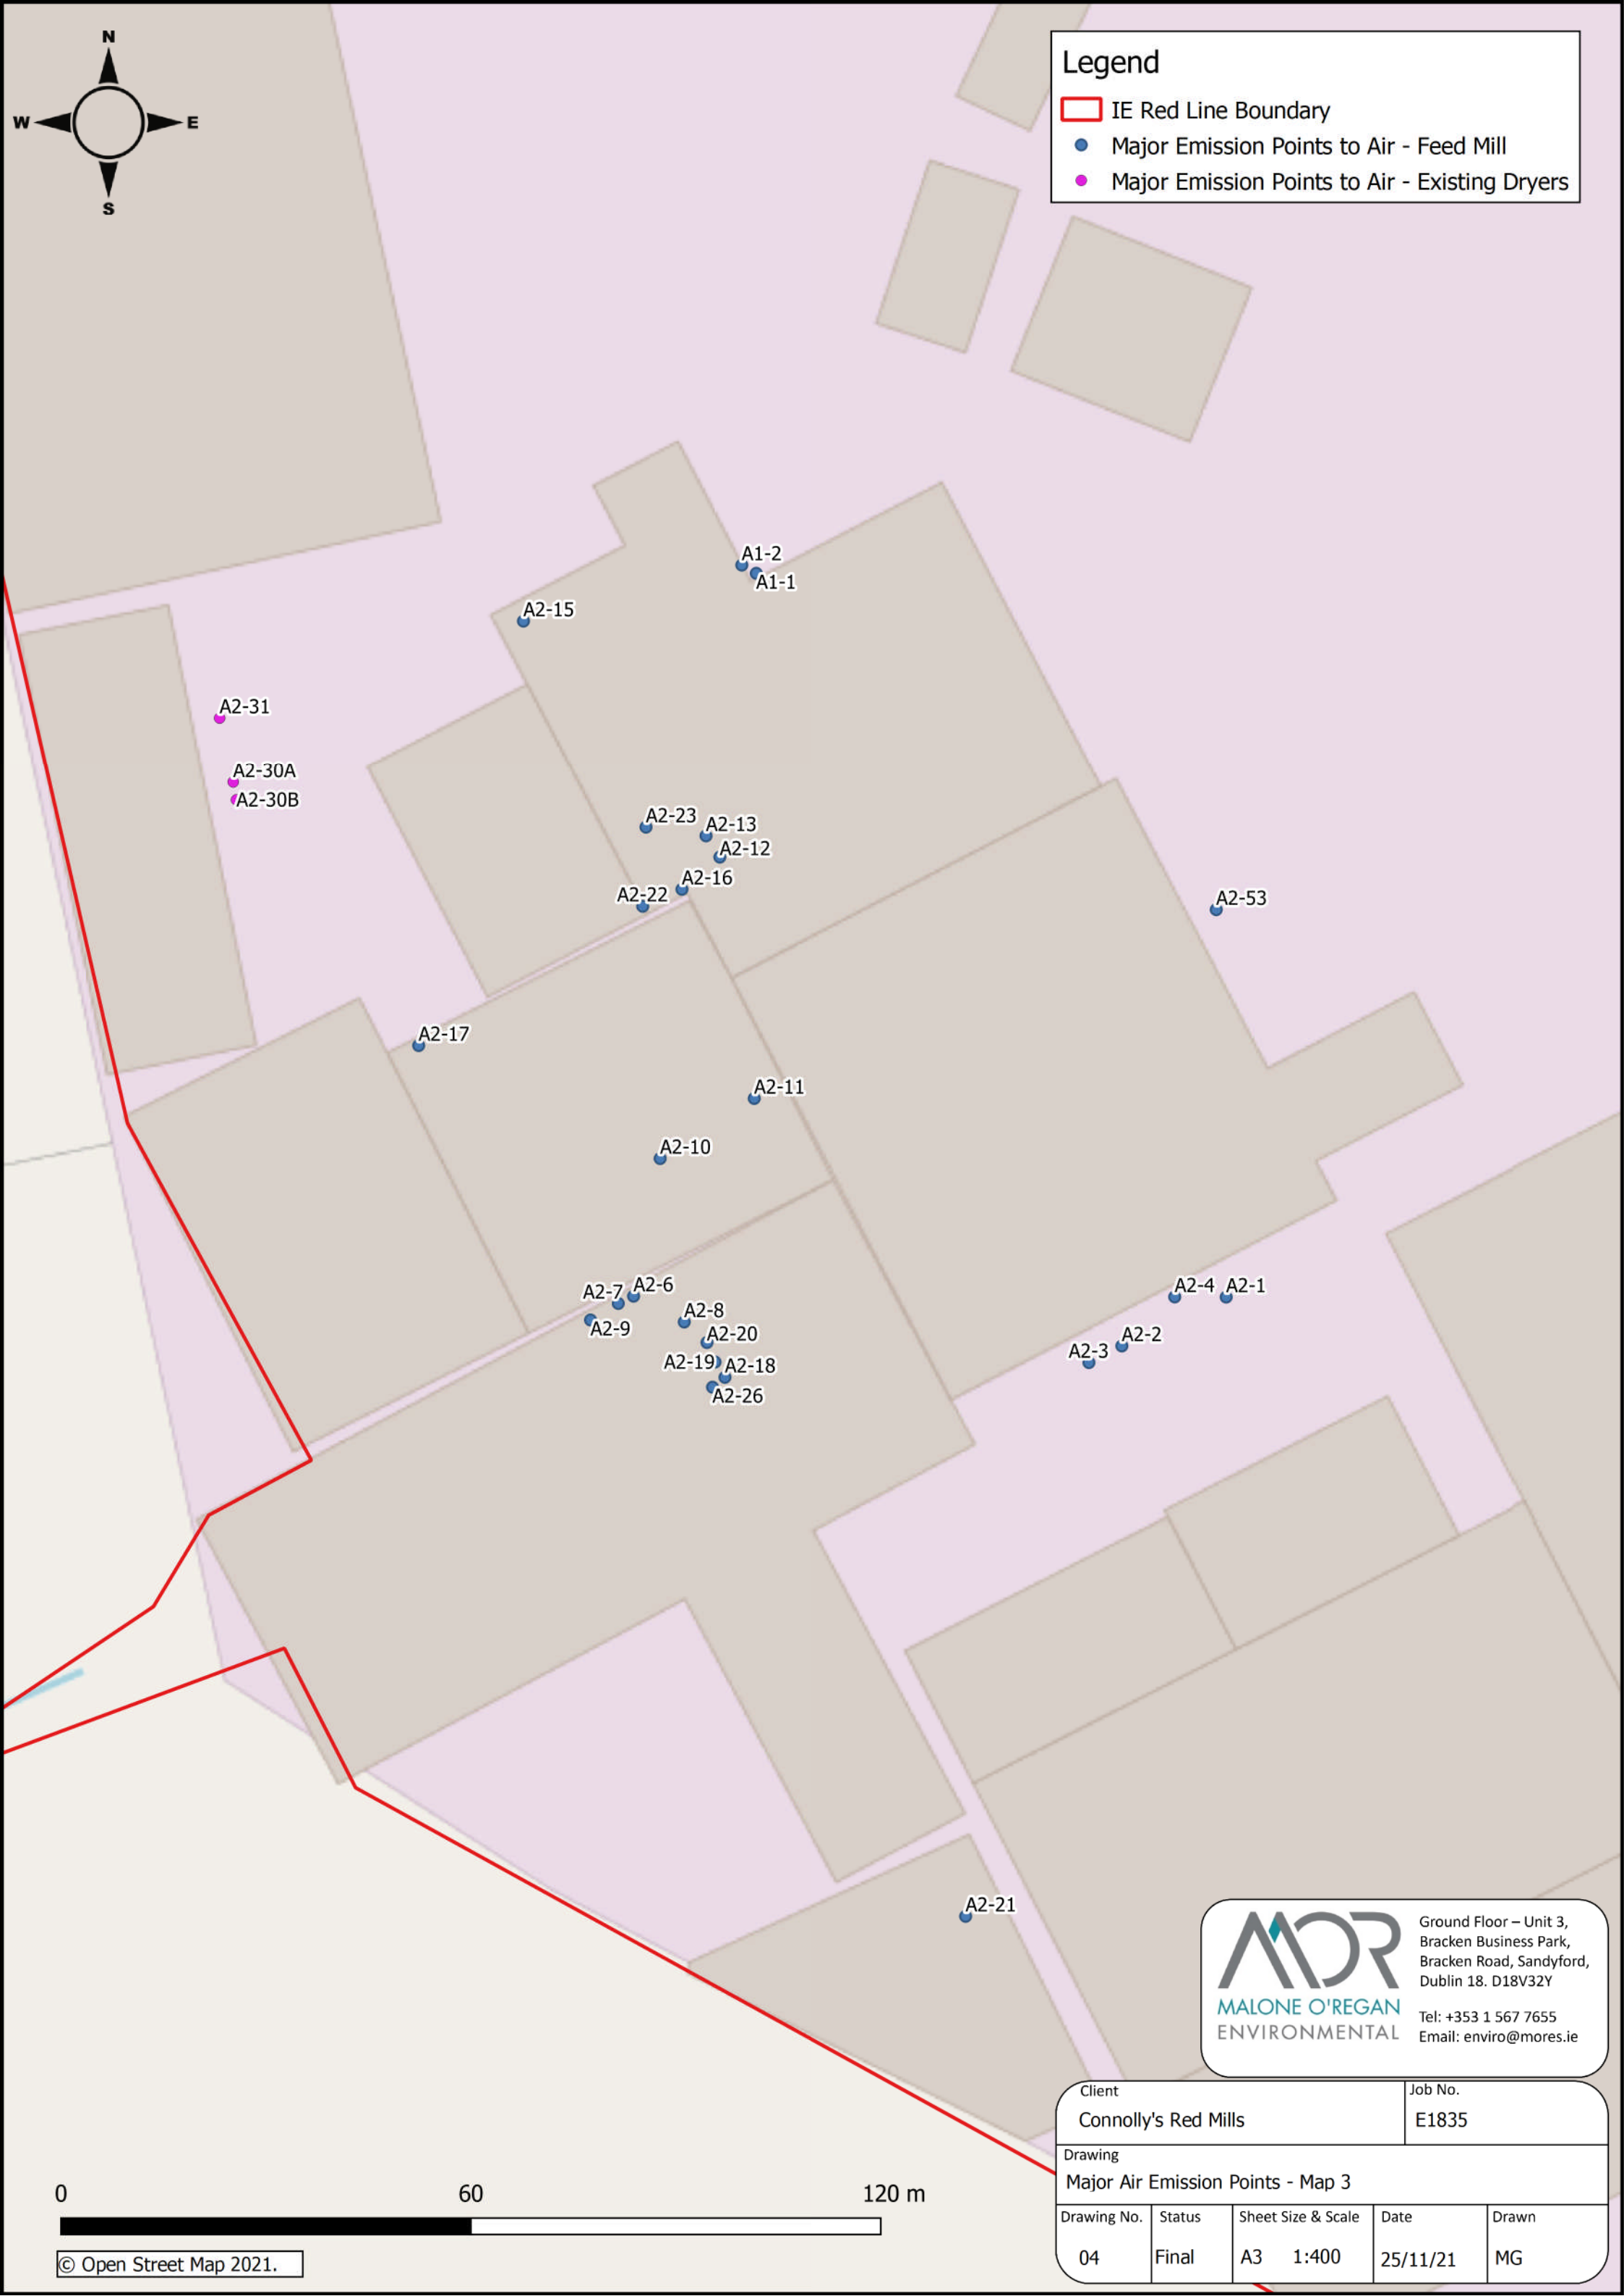 N
W E
S
Legend
IE Red Line Boundary
Major Emission Points to Air - Feed Mill
Major Emission Points to Air - Existing Dryers
A1-2
A1-1
A2-15
A2-31
A2-30A
A2-30B
A2-23
A2-13
A2-12
A2-16
A2-22
A2-53
A2-17
A2-11
A2-10
A2-7
A2-6
A2-9
A2-8
A2-20
A2-19
A2-18
A2-26
A2-4
A2-1
A2-2
A2-3
A2-21
MOR
MALONE O'REGAN
ENVIRONMENTAL
Ground Floor – Unit 3,
Bracken Business Park,
Bracken Road, Sandyford,
Dublin 18. D18V32Y
Tel: +353 1 567 7655
Email: enviro@mores.ie
Client
Connolly's Red Mills
Job No.
E1835
Drawing
Major Air Emission Points - Map 3
Drawing No.
04
Status
Final
Sheet Size & Scale
A3 1:400
Date
25/11/21
Drawn
MG
0 60 120 m
© Open Street Map 2021.